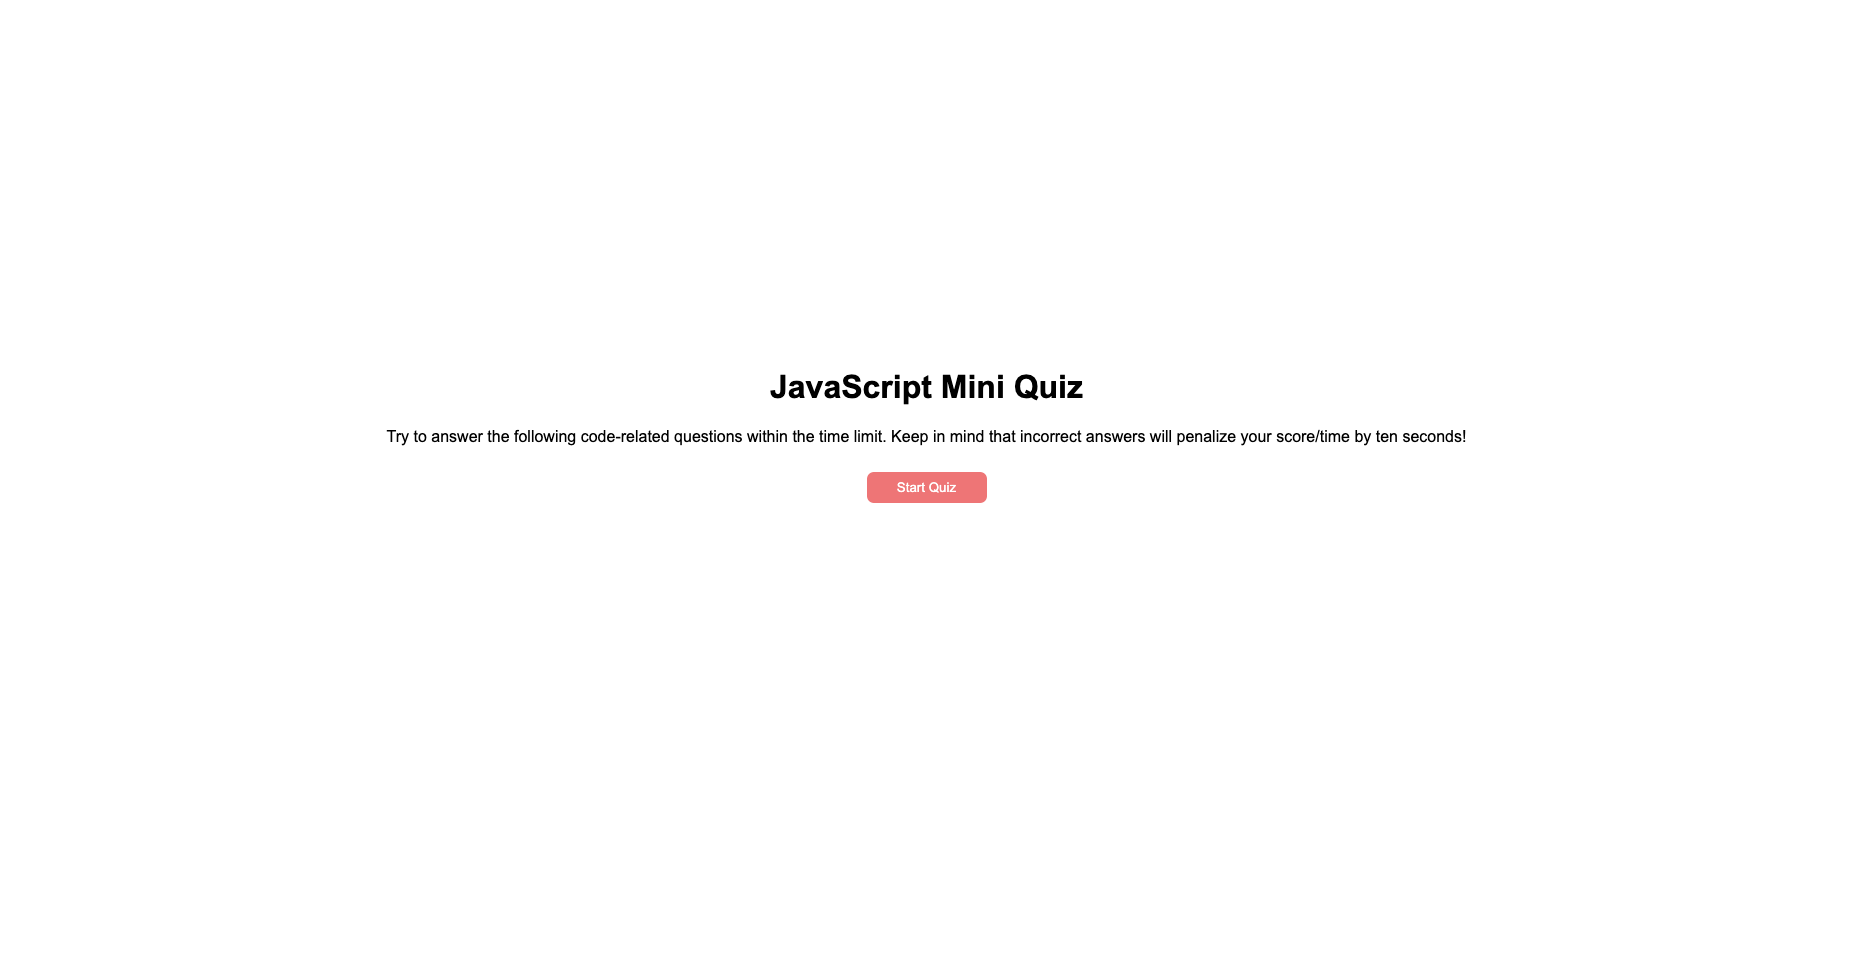 JavaScript Mini Quiz
Try to answer the following code-related questions within the time limit. Keep in mind that incorrect answers will penalize your score/time by ten seconds!
Start Quiz